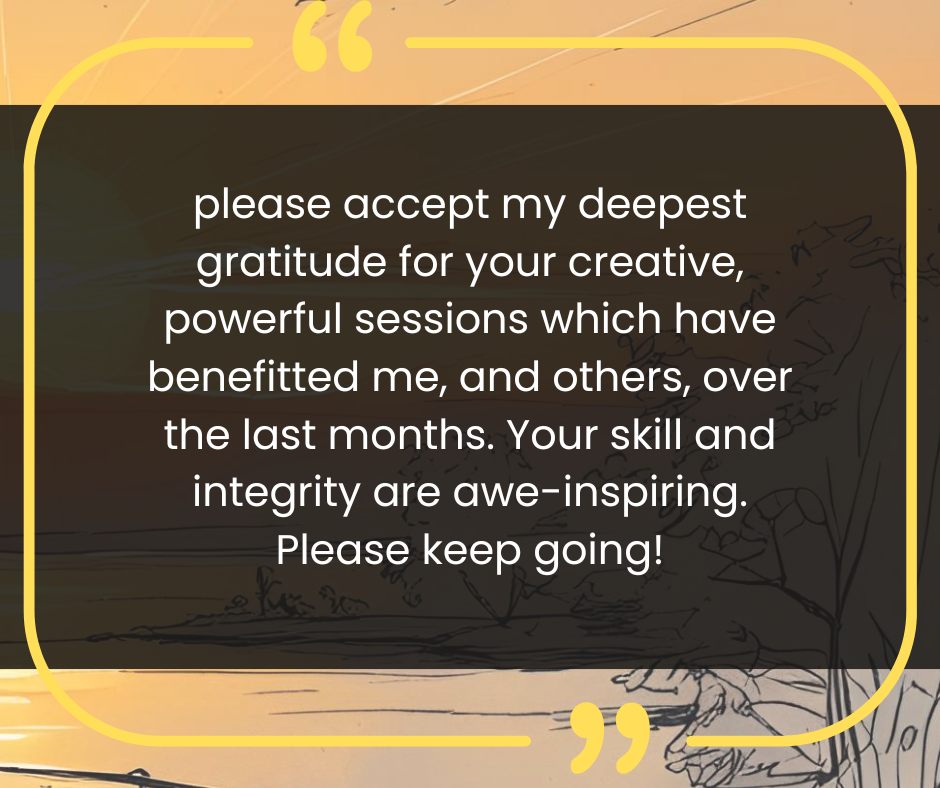 “
please accept my deepest
gratitude for your creative,
powerful sessions which have
benefitted me, and others, over
the last months. Your skill and
integrity are awe-inspiring.
Please keep going!
”